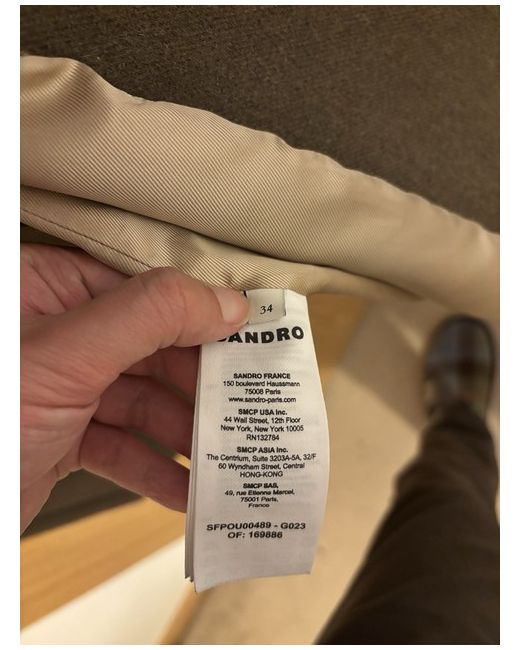 34
SANDRO
SANDRO FRANCE
150 boulevard Haussmann
75008 Paris
www.sandro-paris.com
SMCP USA Inc.
44 Wall Street, 12th Floor
New York, New York 10005
RN132784
SMCP ASIA Inc.
The Centrium, Suite 3203A-5A, 32/F
60 Wyndham Street, Central
HONG-KONG
SMCP SAS,
49, rue Etienne Marcel,
75001 Paris,
France
SFPOU00489 - G023
OF: 169886